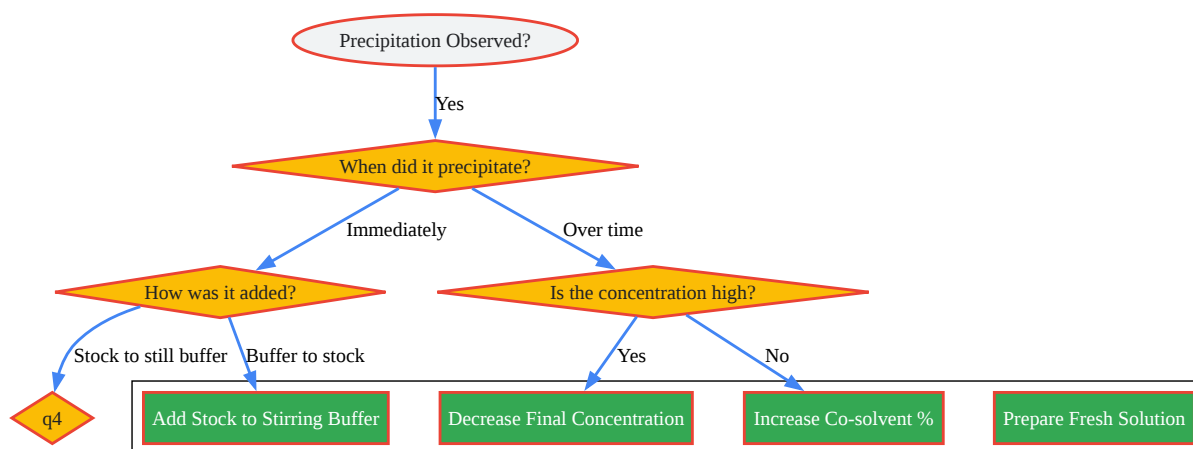 Precipitation Observed?
Yes
When did it precipitate?
Immediately
Over time
How was it added?
Is the concentration high?
Stock to still buffer
Buffer to stock
Yes
No
q4
Add Stock to Stirring Buffer
Decrease Final Concentration
Increase Co-solvent %
Prepare Fresh Solution